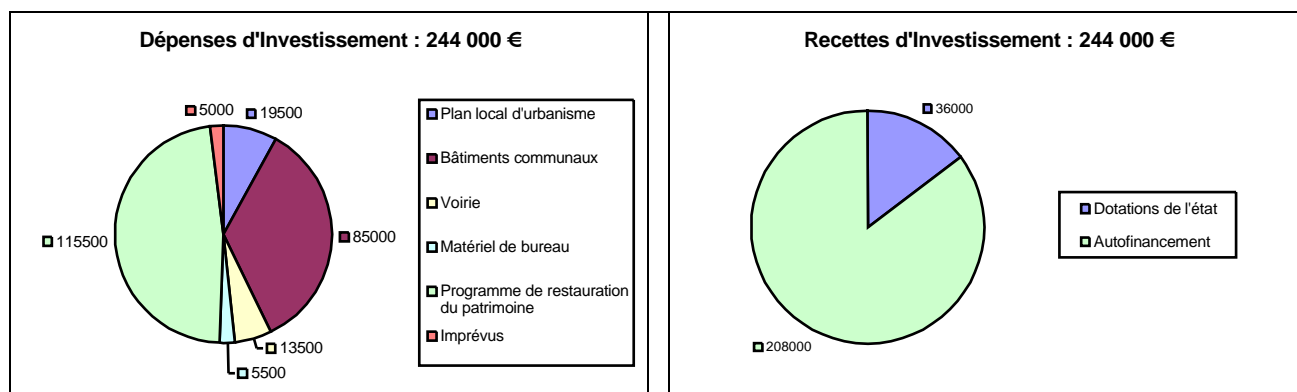 Dépenses d'Investissement : 244 000 €
5000
19500
115500
85000
13500
5500
Plan local d'urbanisme
Bâtiments communaux
Voirie
Matériel de bureau
Programme de restauration
du patrimoine
Imprévus
Recettes d'Investissement : 244 000 €
36000
208000
Dotations de l'état
Autofinancement